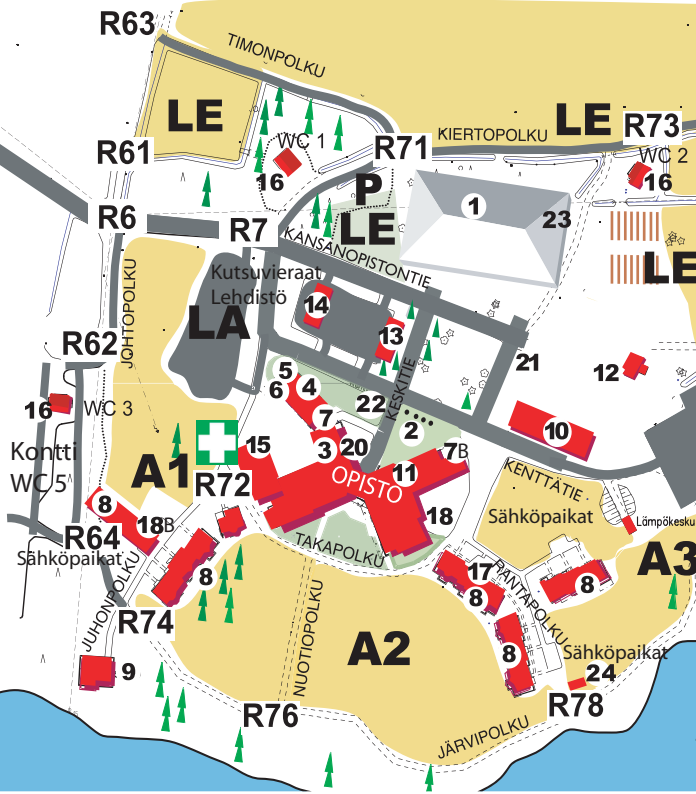 R63
TIMONPOLKU
LE
WC 1
16
R61
R71
KIERTOPOLKU
LE
R73
WC 2
16
P
LE
1
23
R6
R7
KANSANOPISTONTIE
LE
Kutsuvieraat
Lehdistö
14
LA
13
JOHTOPOLKU
R62
KESKITIE
21
12
5
6
4
22
7
2
16
WC 3
10
Kontti
WC 5
A1
15
3
20
7B
OPISTO
11
KENTTÄTIE
R72
8
18B
18
Sähköpaikat
Lämpökesku
R64
Sähköpaikat
TAKAPOLKU
A3
JUHONPOLKU
8
17
8
RANTAPOLKU
8
R74
NUOTIOPOLKU
A2
8
Sähköpaikat
9
24
R76
R78
JÄRVIPOLKU